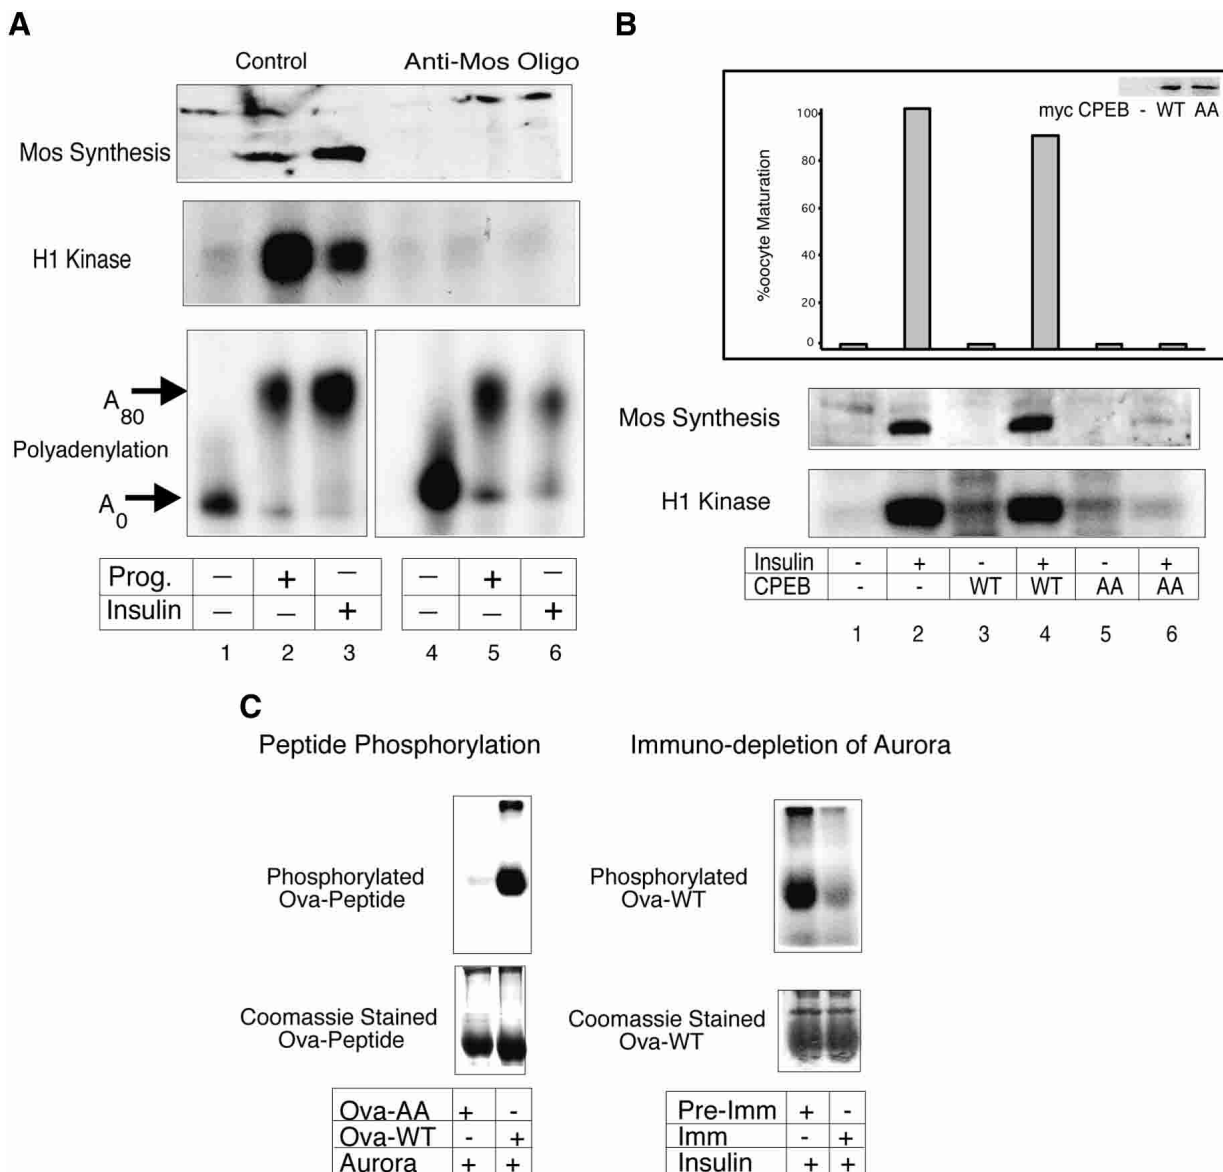 A
Control
Anti-Mos Oligo
Mos Synthesis
H1 Kinase
A80
Polyadenylation
A0
Prog. – + – – + –
Insulin – – + – – +
1 2 3 4 5 6
B
myc CPEB - WT AA
%oocyte Maturation
100
80
60
40
20
0
Mos Synthesis
H1 Kinase
Insulin - + - + - +
CPEB - - WT WT AA AA
1 2 3 4 5 6
C
Peptide Phosphorylation
Phosphorylated
Ova-Peptide
Coomassie Stained
Ova-Peptide
Ova-AA + -
Ova-WT - +
Aurora + +
Immuno-depletion of Aurora
Phosphorylated
Ova-WT
Coomassie Stained
Ova-WT
Pre-Imm + -
Imm - +
Insulin + +